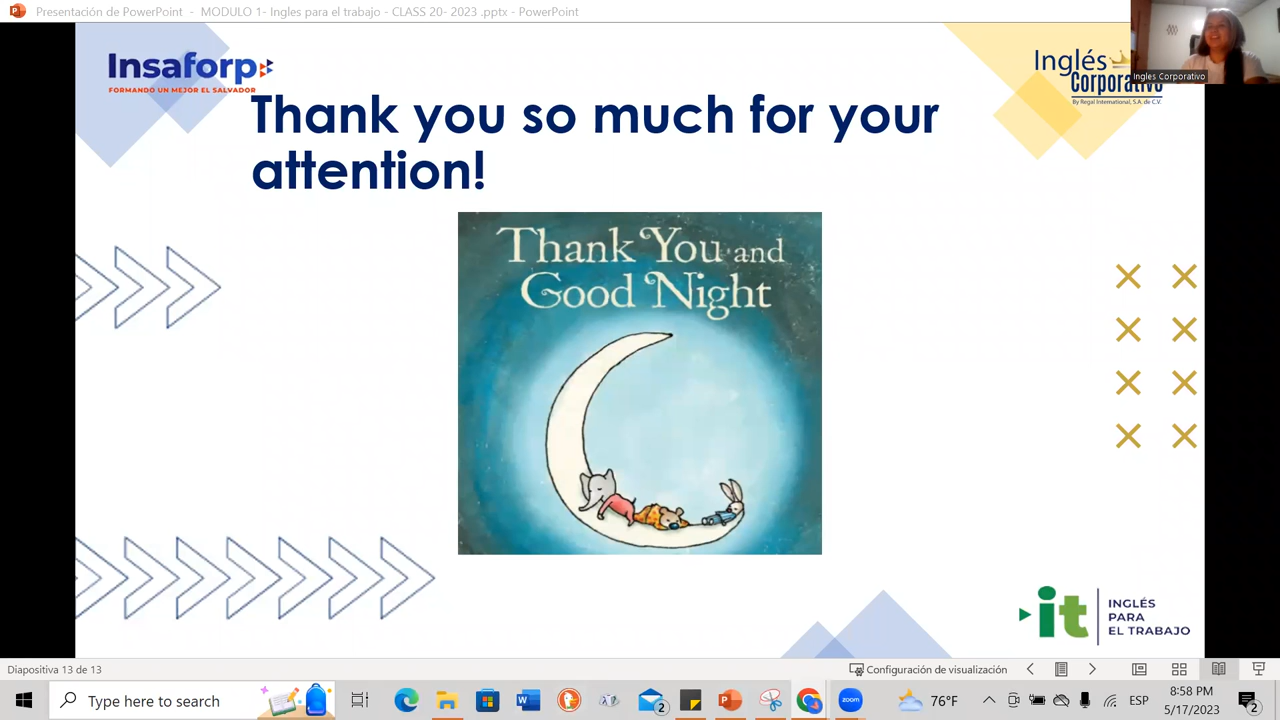 Presentación de PowerPoint - MODULO 1- Ingles para el trabajo - CLASS 20- 2023 .pptx - PowerPoint
Insaforp
FORMANDO UN MEJOR EL SALVADOR
Inglés
Corporativo
By Regal International, S.A. de C.V.
Ingles Corporativo
Thank you so much for your
attention!
Thank You and
Good Night
it
INGLÉS
PARA
EL TRABAJO
Diapositiva 13 de 13
Configuración de visualización
Type here to search
2
zoom
76°F
ESP
8:58 PM
5/17/2023
2